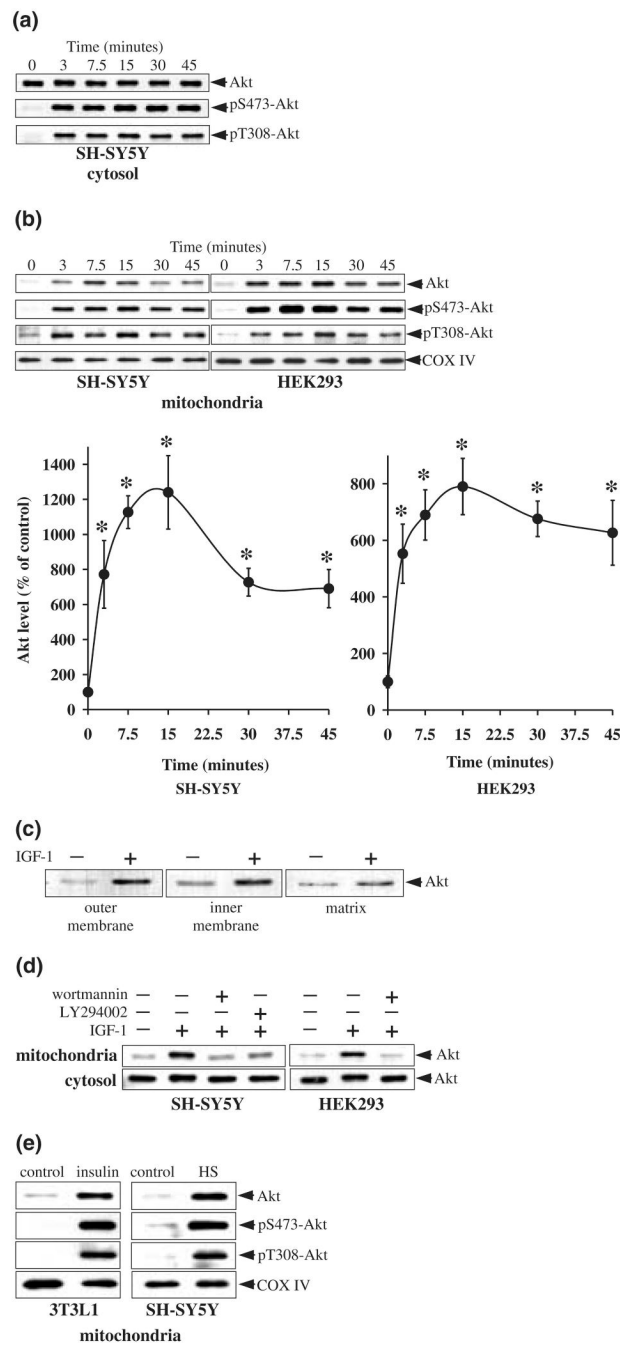 (a)
Time (minutes)
0 3 7.5 15 30 45
Akt
pS473-Akt
pT308-Akt
SH-SY5Y
cytosol
(b)
Time (minutes)
0 3 7.5 15 30 45 0 3 7.5 15 30 45
Akt
pS473-Akt
pT308-Akt
COX IV
SH-SY5Y HEK293
mitochondria
Akt level (% of control)
1400
1200
1000
800
600
400
200
0
* * * * *
0 7.5 15 22.5 30 37.5 45
Time (minutes)
SH-SY5Y
800
600
400
200
0
* * * * *
0 7.5 15 22.5 30 37.5 45
Time (minutes)
HEK293
(c)
IGF-1 − + − + − +
Akt
outer membrane
inner membrane
matrix
(d)
wortmannin − − + − − − +
LY294002 − − − +
IGF-1 − + + + − + +
mitochondria Akt
cytosol Akt
SH-SY5Y HEK293
(e)
control insulin control HS
Akt
pS473-Akt
pT308-Akt
COX IV
3T3L1 SH-SY5Y
mitochondria